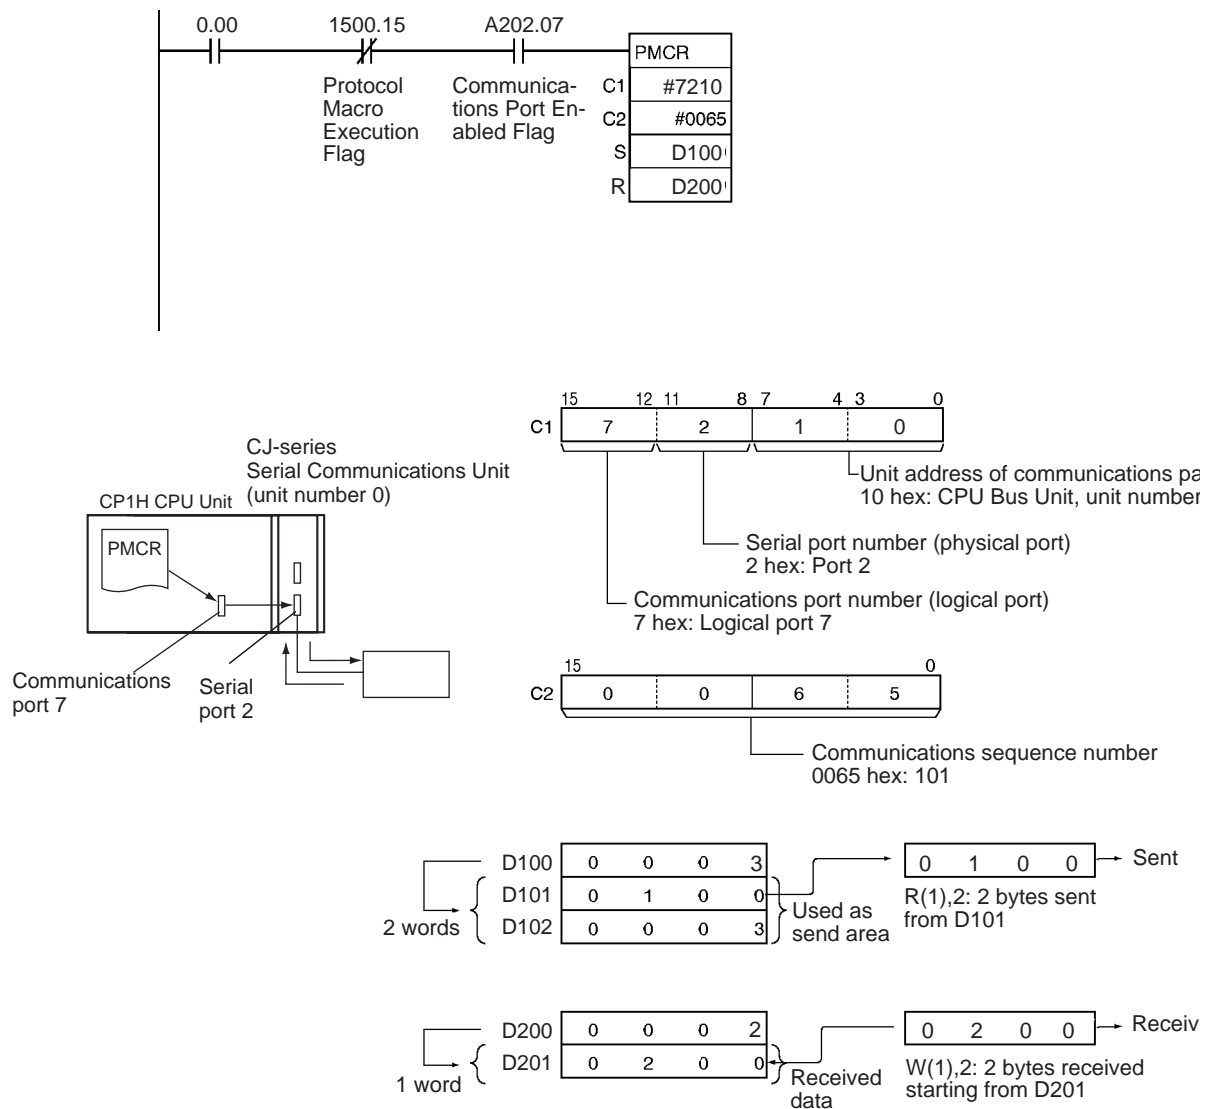 0.00 1500.15 A202.07
PMCR
Protocol
Macro
Execution
Flag
Communica-
tions Port En-
abled Flag
C1 #7210
C2 #0065
S D100
R D200
15 12 11 8 7 4 3 0
C1 7 2 1 0
Unit address of communications pa
10 hex: CPU Bus Unit, unit number
Serial port number (physical port)
2 hex: Port 2
Communications port number (logical port)
7 hex: Logical port 7
CJ-series
Serial Communications Unit
(unit number 0)
CP1H CPU Unit
PMCR
Communications
port 7
Serial
port 2
15 0
C2 0 0 6 5
Communications sequence number
0065 hex: 101
D100 0 0 0 3
D101 0 1 0 0
D102 0 0 0 3
2 words
Used as
send area
0 1 0 0 Sent
R(1),2: 2 bytes sent
from D101
D200 0 0 0 2
D201 0 2 0 0
1 word
Received
data
0 2 0 0 Receiv
W(1),2: 2 bytes received
starting from D201